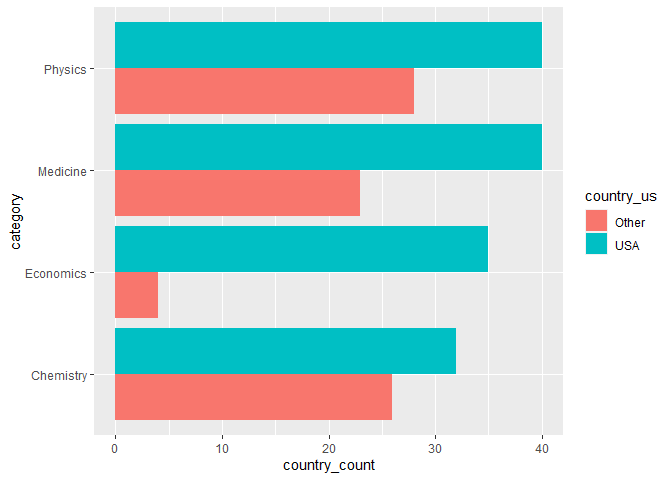 Physics
Medicine
Economics
Chemistry
category
0 10 20 30 40
country_count
country_us
Other
USA